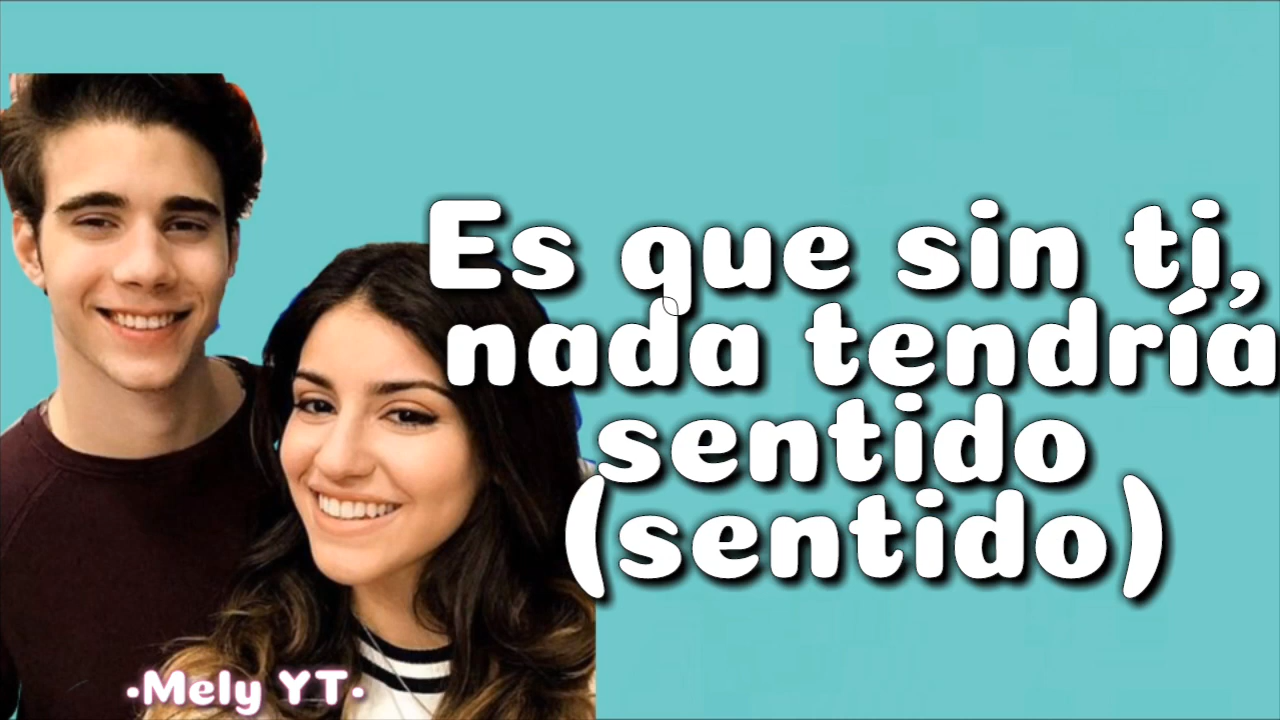 Es que sin ti,
nada tendría
sentido
(sentido)
•Mely YT•